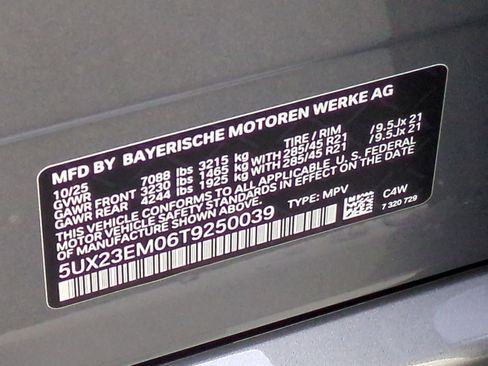 MFD BY BAYERISCHE MOTOREN WERKE AG
10/25 TIRE / RIM
GVWR 7088 lbs 3215 kg
GAWR FRONT 3230 lbs 1465 kg WITH 285/45 R21 /9.5Jx 21
GAWR REAR 4244 lbs 1925 kg WITH 285/45 R21 /9.5Jx 21
THIS VEHICLE CONFORMS TO ALL APPLICABLE U.S. FEDERAL
MOTOR VEHICLE SAFETY STANDARDS IN EFFECT ON THE DATE
OF MANUFACTURE SHOWN ABOVE.
5UX23EM06T9250039 TYPE: MPV C4W
7 320 729